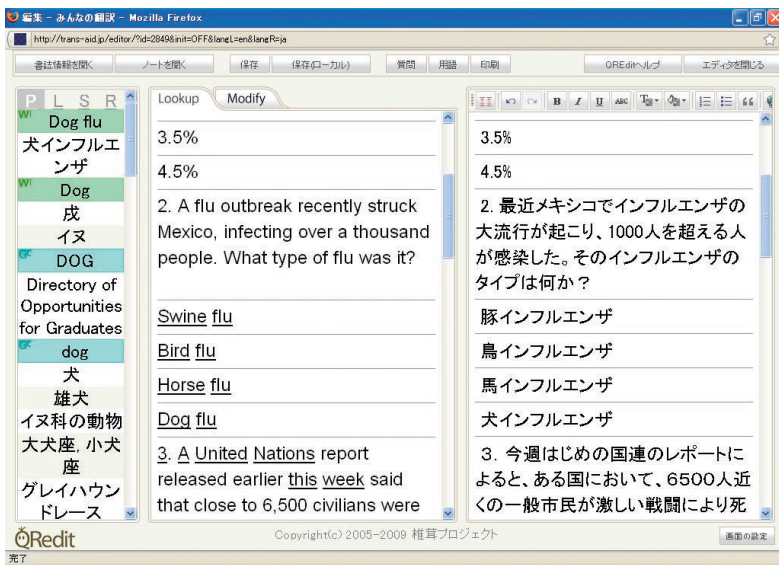 編集 - みんなの翻訳 - Mozilla Firefox
http://trans-aid.jp/editor/?id=2849&init=OFF&langL=en&langR=ja
書誌情報を開く ノートを開く 保存 保存(ローカル) 質問 用語 印刷 QREditヘルプ エディタを閉じる
P L S R
Wi
Dog flu
犬インフルエ
ンザ
Wi
Dog
戌
イヌ
DOG
Directory of
Opportunities
for Graduates
dog
犬
雄犬
イヌ科の動物
大犬座, 小犬
座
グレイハウン
ドレース
Lookup Modify
3.5%
4.5%
2. A flu outbreak recently struck
Mexico, infecting over a thousand
people. What type of flu was it?
Swine flu
Bird flu
Horse flu
Dog flu
3. A United Nations report
released earlier this week said
that close to 6,500 civilians were
B I U ABC
3.5%
4.5%
2. 最近メキシコでインフルエンザの
大流行が起こり、1000人を超える人
が感染した。そのインフルエンザの
タイプは何か？
豚インフルエンザ
鳥インフルエンザ
馬インフルエンザ
犬インフルエンザ
3. 今週はじめの国連のレポートに
よると、ある国において、6500人近
くの一般市民が激しい戦闘により死
QRedit
Copyright(c) 2005-2009 椎茸プロジェクト
画面の設定
完了